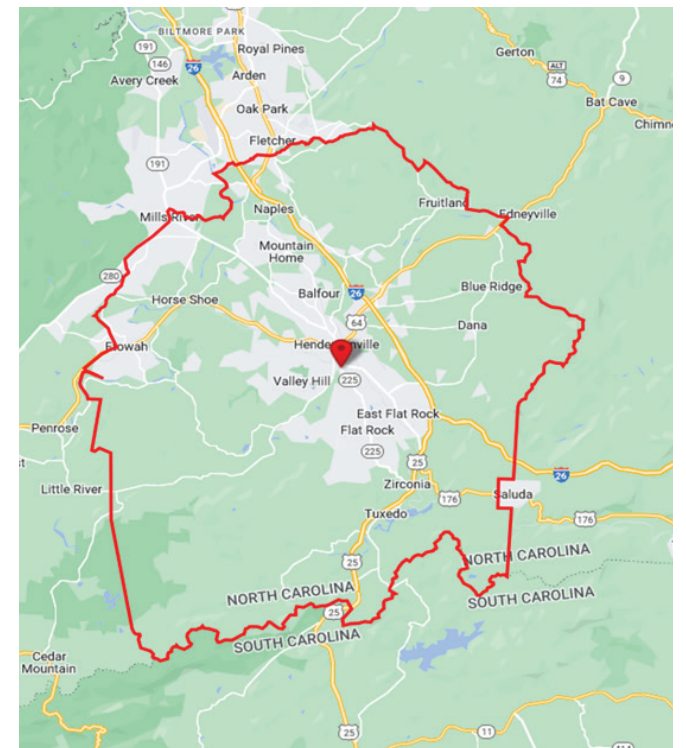 BILTMORE PARK
191
146
26
Royal Pines
Gerton
ALT
74
9
Avery Creek
Arden
Bat Cave
Oak Park
Chimn
Fletcher
191
Fruitland
Naples
Edneyville
Mills River
Mountain
Home
280
Blue Ridge
Horse Shoe
Balfour
26
64
Dana
Hendersonville
Etowah
Valley Hill
225
East Flat Rock
Flat Rock
Penrose
225
25
st
26
Zirconia
Little River
176
Saluda
Tuxedo
176
25
NORTH CAROLINA
NORTH CAROLINA
SOUTH CAROLINA
25
SOUTH CAROLINA
Cedar
Mountain
25
11